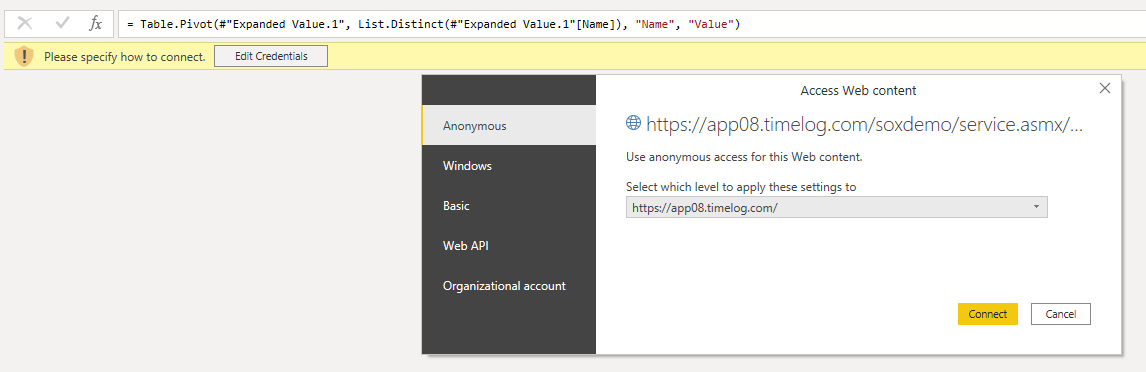 fx
= Table.Pivot(#"Expanded Value.1", List.Distinct(#"Expanded Value.1"[Name]), "Name", "Value")
Please specify how to connect.
Edit Credentials
Access Web content
Anonymous
Windows
Basic
Web API
Organizational account
https://app08.timelog.com/soxdemo/service.asmx/...
Use anonymous access for this Web content.
Select which level to apply these settings to
https://app08.timelog.com/
Connect
Cancel